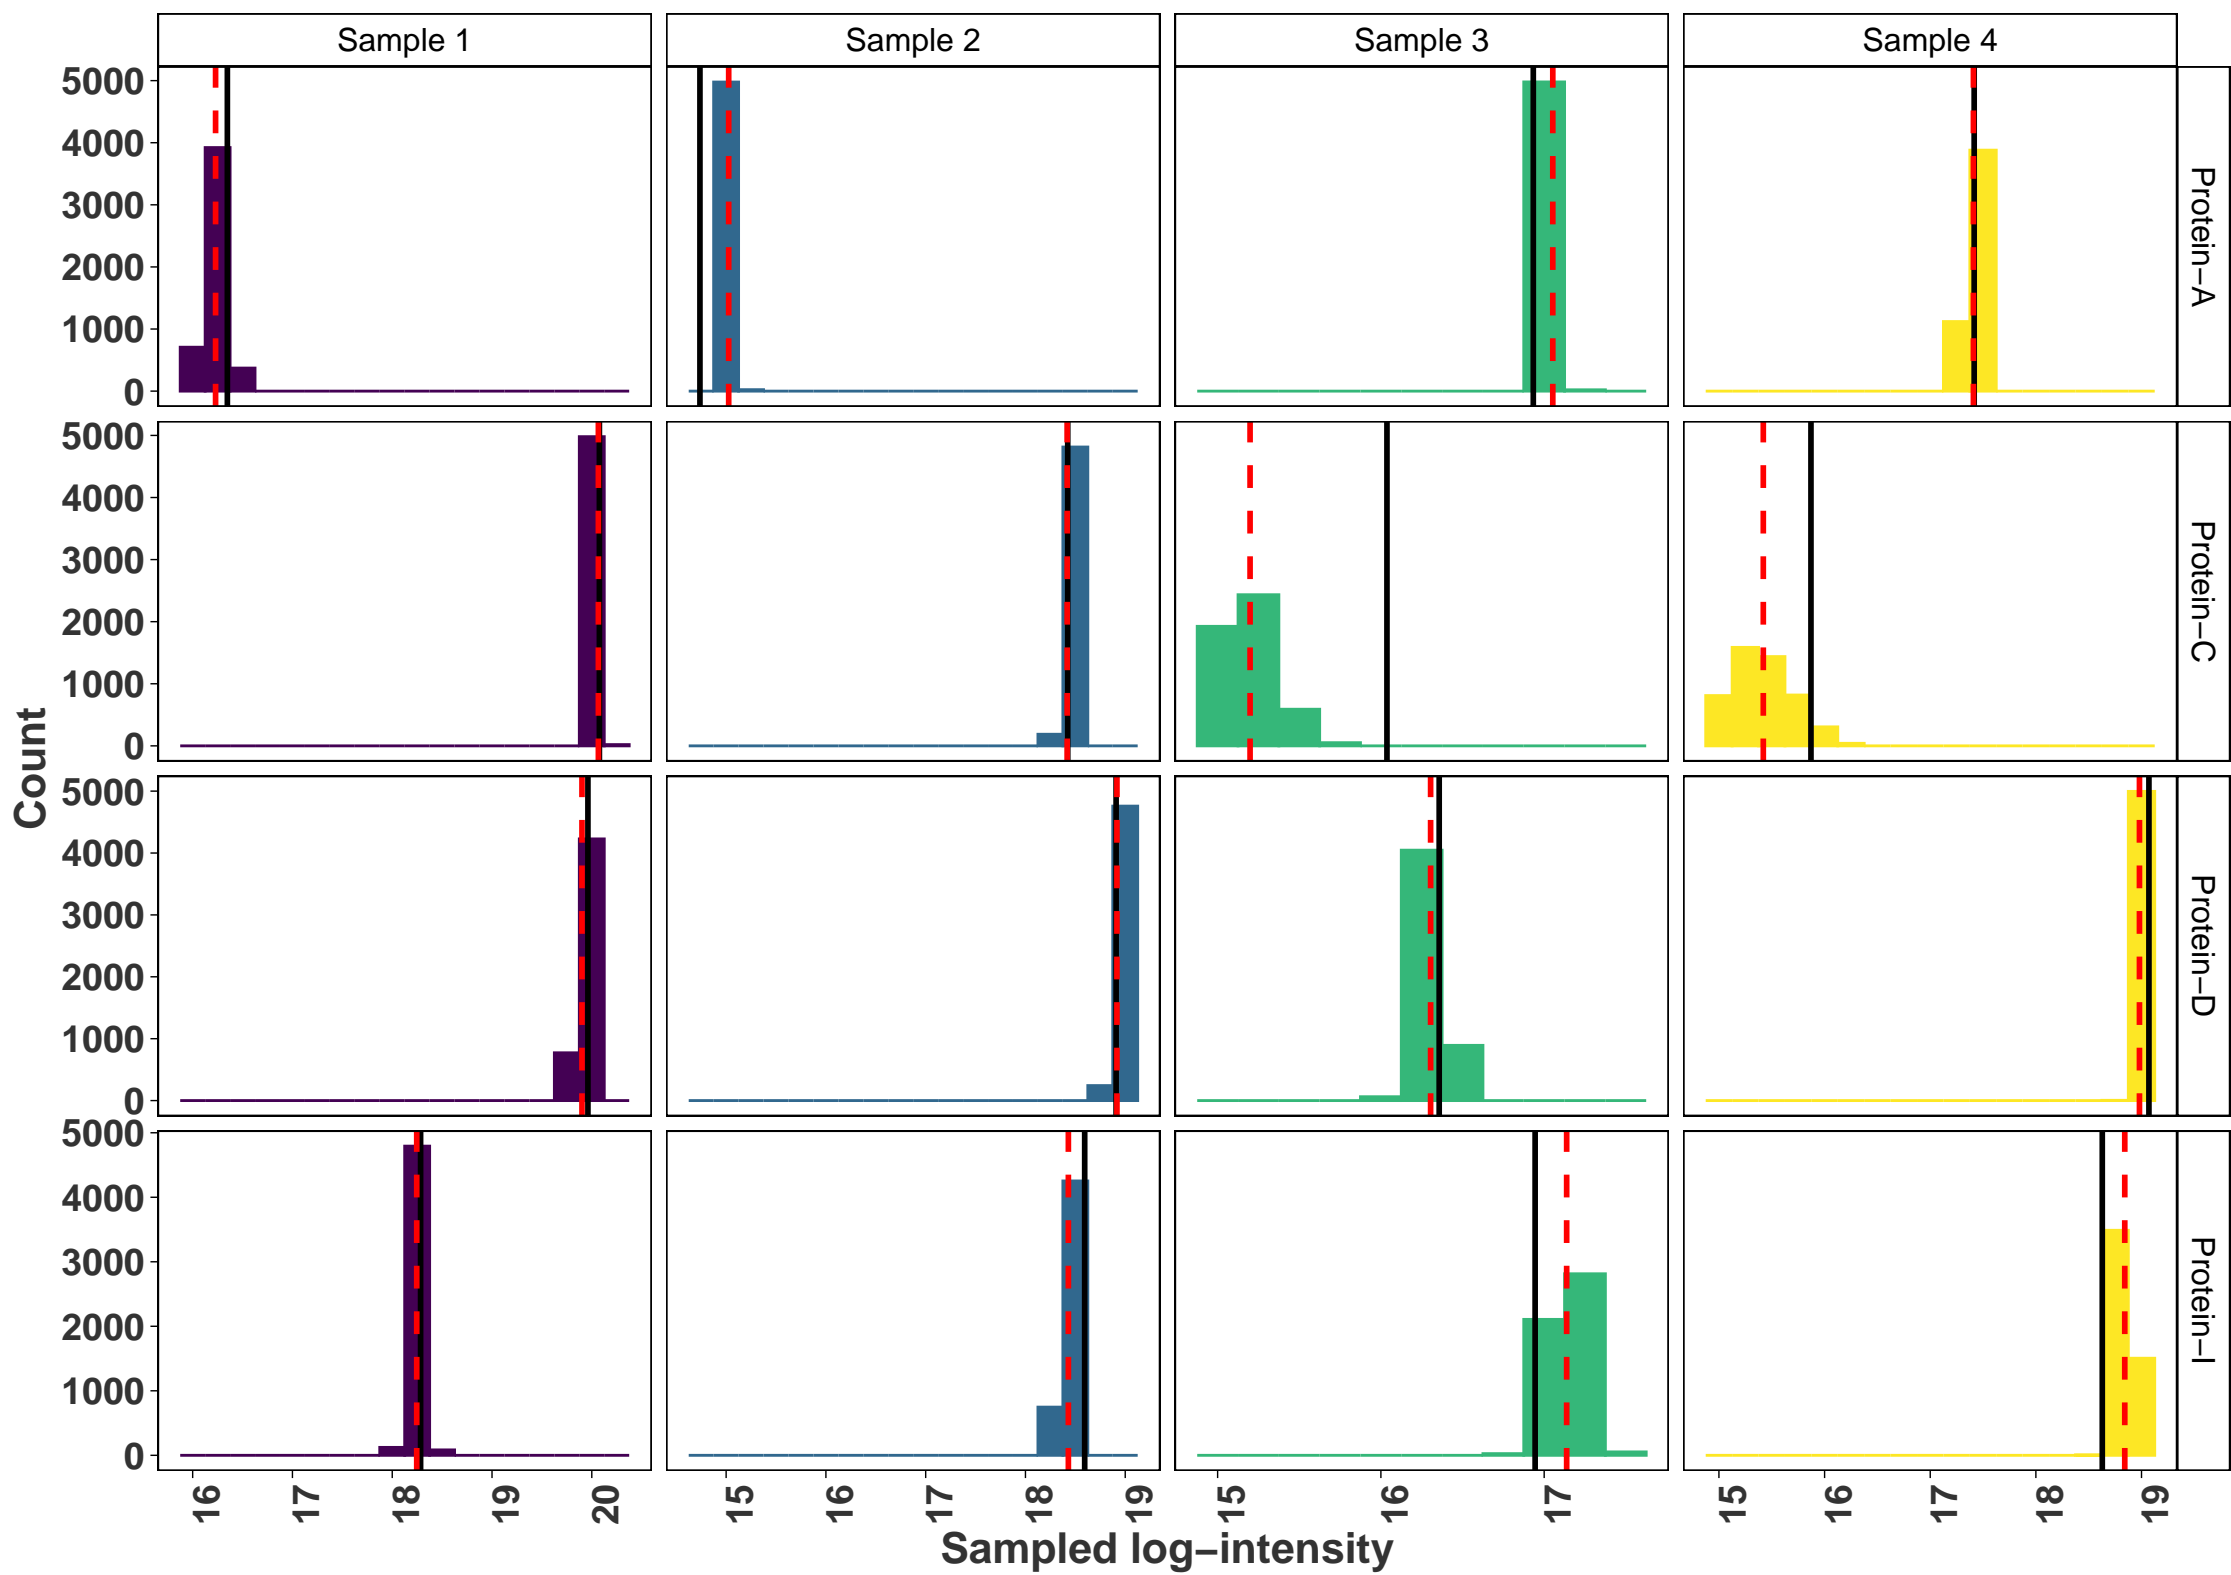 Sample 1
Sample 2
Sample 3
Sample 4
5000
4000
3000
2000
1000
0
Protein−A
5000
4000
3000
2000
1000
0
Protein−C
5000
4000
3000
2000
1000
0
Protein−D
5000
4000
3000
2000
1000
0
Protein−I
Count
16 17 18 19 20
15 16 17 18 19
15 16 17
15 16 17 18 19
Sampled log−intensity